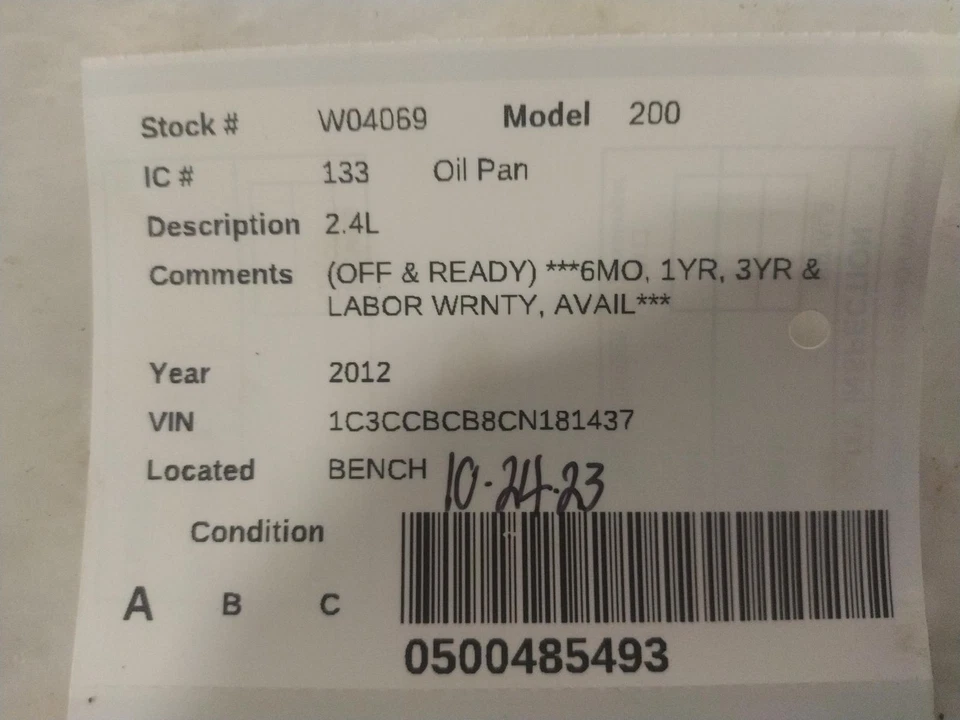 Stock # W04069 Model 200
IC # 133 Oil Pan
Description 2.4L
Comments (OFF & READY) ***6MO, 1YR, 3YR &
LABOR WRNTY, AVAIL***
Year 2012
VIN 1C3CCBCB8CN181437
Located BENCH 10-24-23
Condition
A B C
0500485493